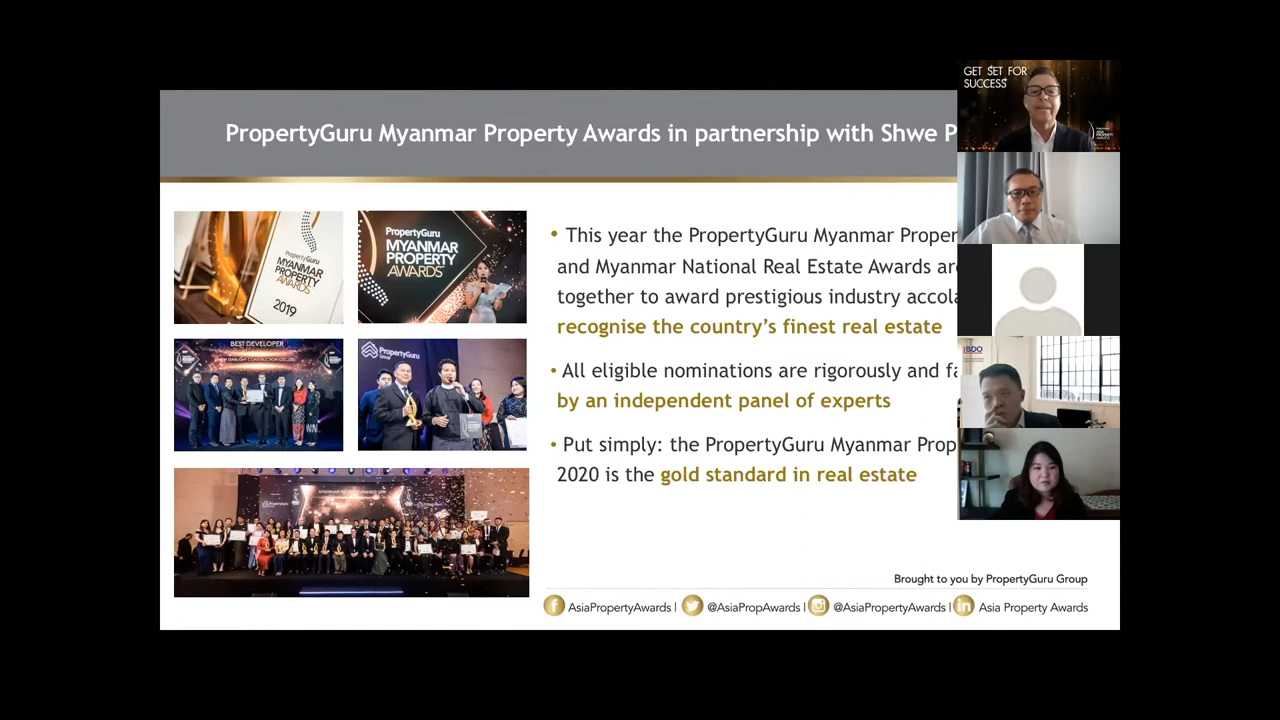 PropertyGuru Myanmar Property Awards in partnership with Shwe P
GET SET FOR
SUCCESS
PropertyGuru
MYANMAR
PROPERTY
AWARDS
2019
PropertyGuru
MYANMAR
PROPERTY
AWARDS
BEST DEVELOPER
PropertyGuru
Group
• This year the PropertyGuru Myanmar Proper
and Myanmar National Real Estate Awards are
together to award prestigious industry accola
recognise the country's finest real estate
• All eligible nominations are rigorously and fa
by an independent panel of experts
• Put simply: the PropertyGuru Myanmar Prop
2020 is the gold standard in real estate
BDO
Brought to you by PropertyGuru Group
AsiaPropertyAwards | @AsiaPropAwards | @AsiaPropertyAwards | Asia Property Awards